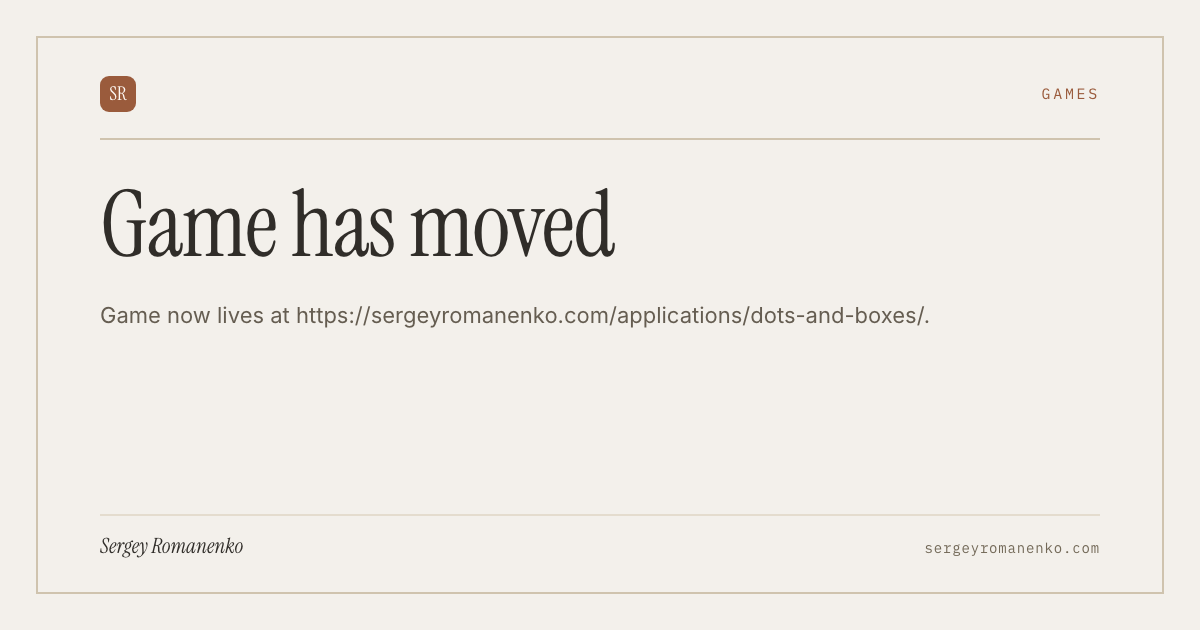 SR
GAMES
Game has moved
Game now lives at https://sergeyromanenko.com/applications/dots-and-boxes/.
Sergey Romanenko
sergeyromanenko.com